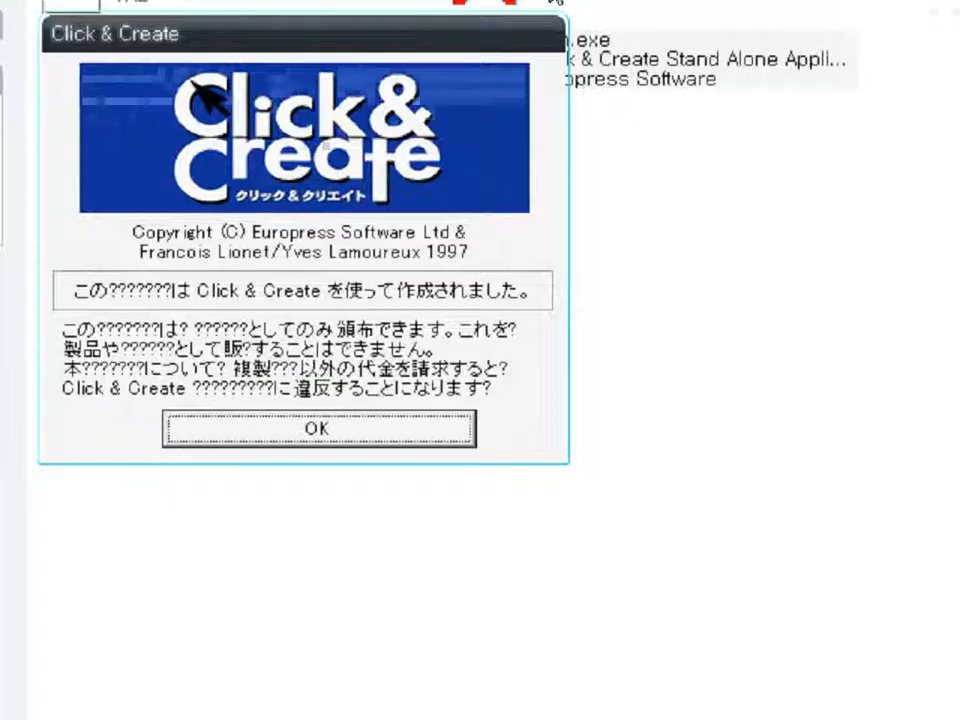 Click & Create
.exe
k & Create Stand Alone Appli...
opress Software
Click&
Create
クリック&クリエイト
Copyright (C) Europress Software Ltd &
Francois Lionet/Yves Lamoureux 1997
この???????は Click & Create を使って作成されました。
この???????は? ??????としてのみ 頒布できます。これを?
製品や??????として販?することはできません。
本???????について? 複製???以外の代金を請求すると?
Click & Create ?????????に違反することになります?
OK